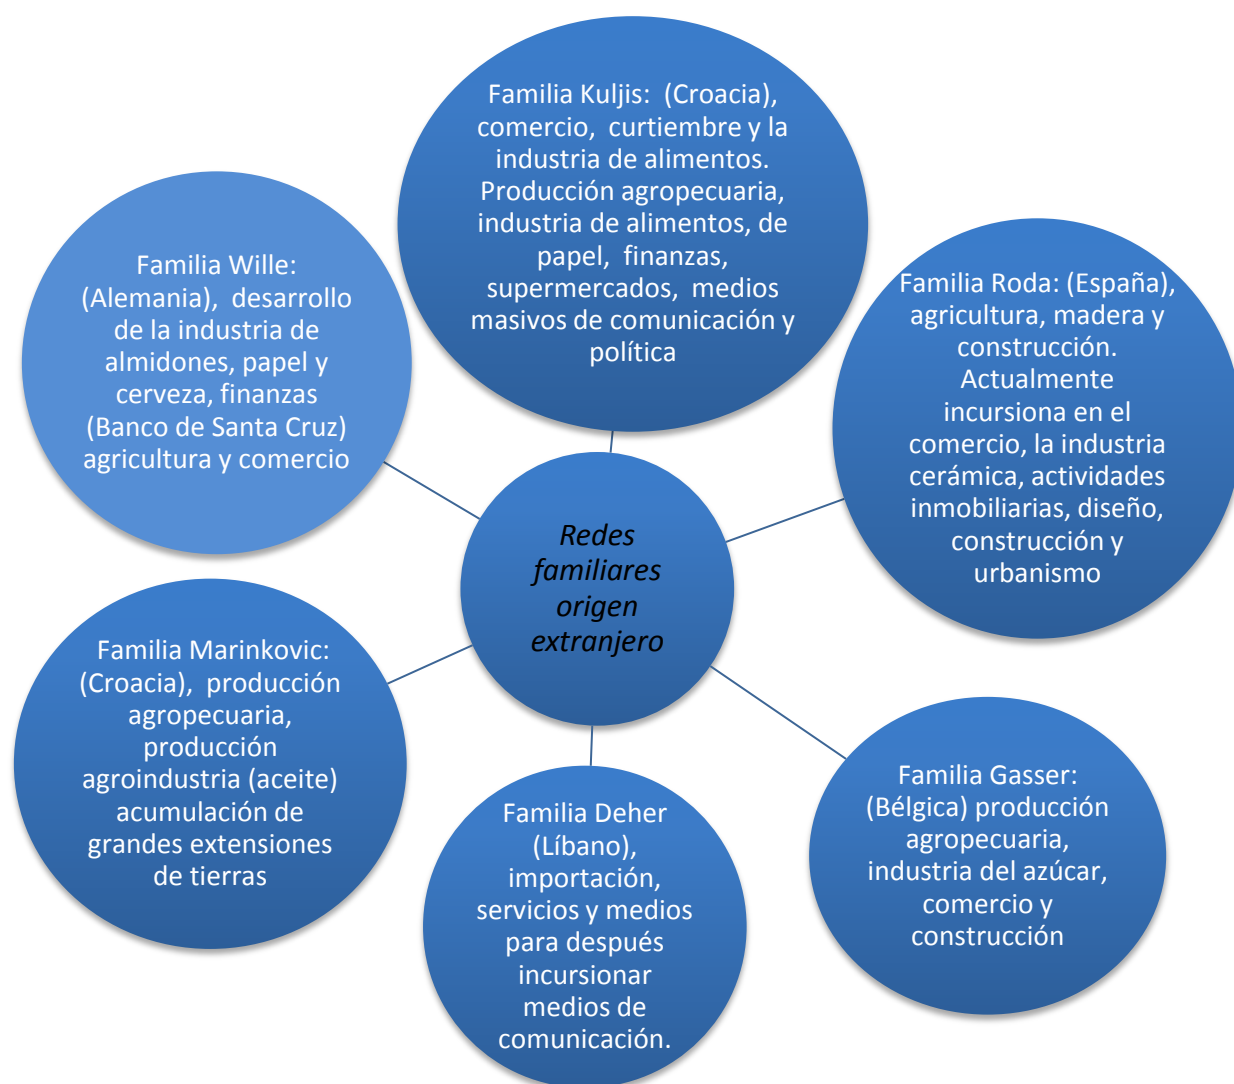 Familia Kuljis:  (Croacia),
comercio,  curtiembre y la
industria de alimentos.
Producción agropecuaria,
industria de alimentos, de
papel,  finanzas,
supermercados,  medios
masivos de comunicación y
política
Familia Roda: (España),
agricultura, madera y
construcción.
Actualmente
incursiona en el
comercio, la industria
cerámica, actividades
inmobiliarias, diseño,
construcción y
urbanismo
Familia Gasser:
(Bélgica) producción
agropecuaria,
industria del azúcar,
comercio y
construcción
Familia Deher
(Líbano),
importación,
servicios y medios
para después
incursionar
medios de
comunicación.
Familia Marinkovic:
(Croacia),  producción
agropecuaria,
producción
agroindustria (aceite)
acumulación de
grandes extensiones
de tierras
Familia Wille:
(Alemania),  desarrollo
de la industria de
almidones, papel y
cerveza, finanzas
(Banco de Santa Cruz)
agricultura y comercio
Redes
familiares
origen
extranjero